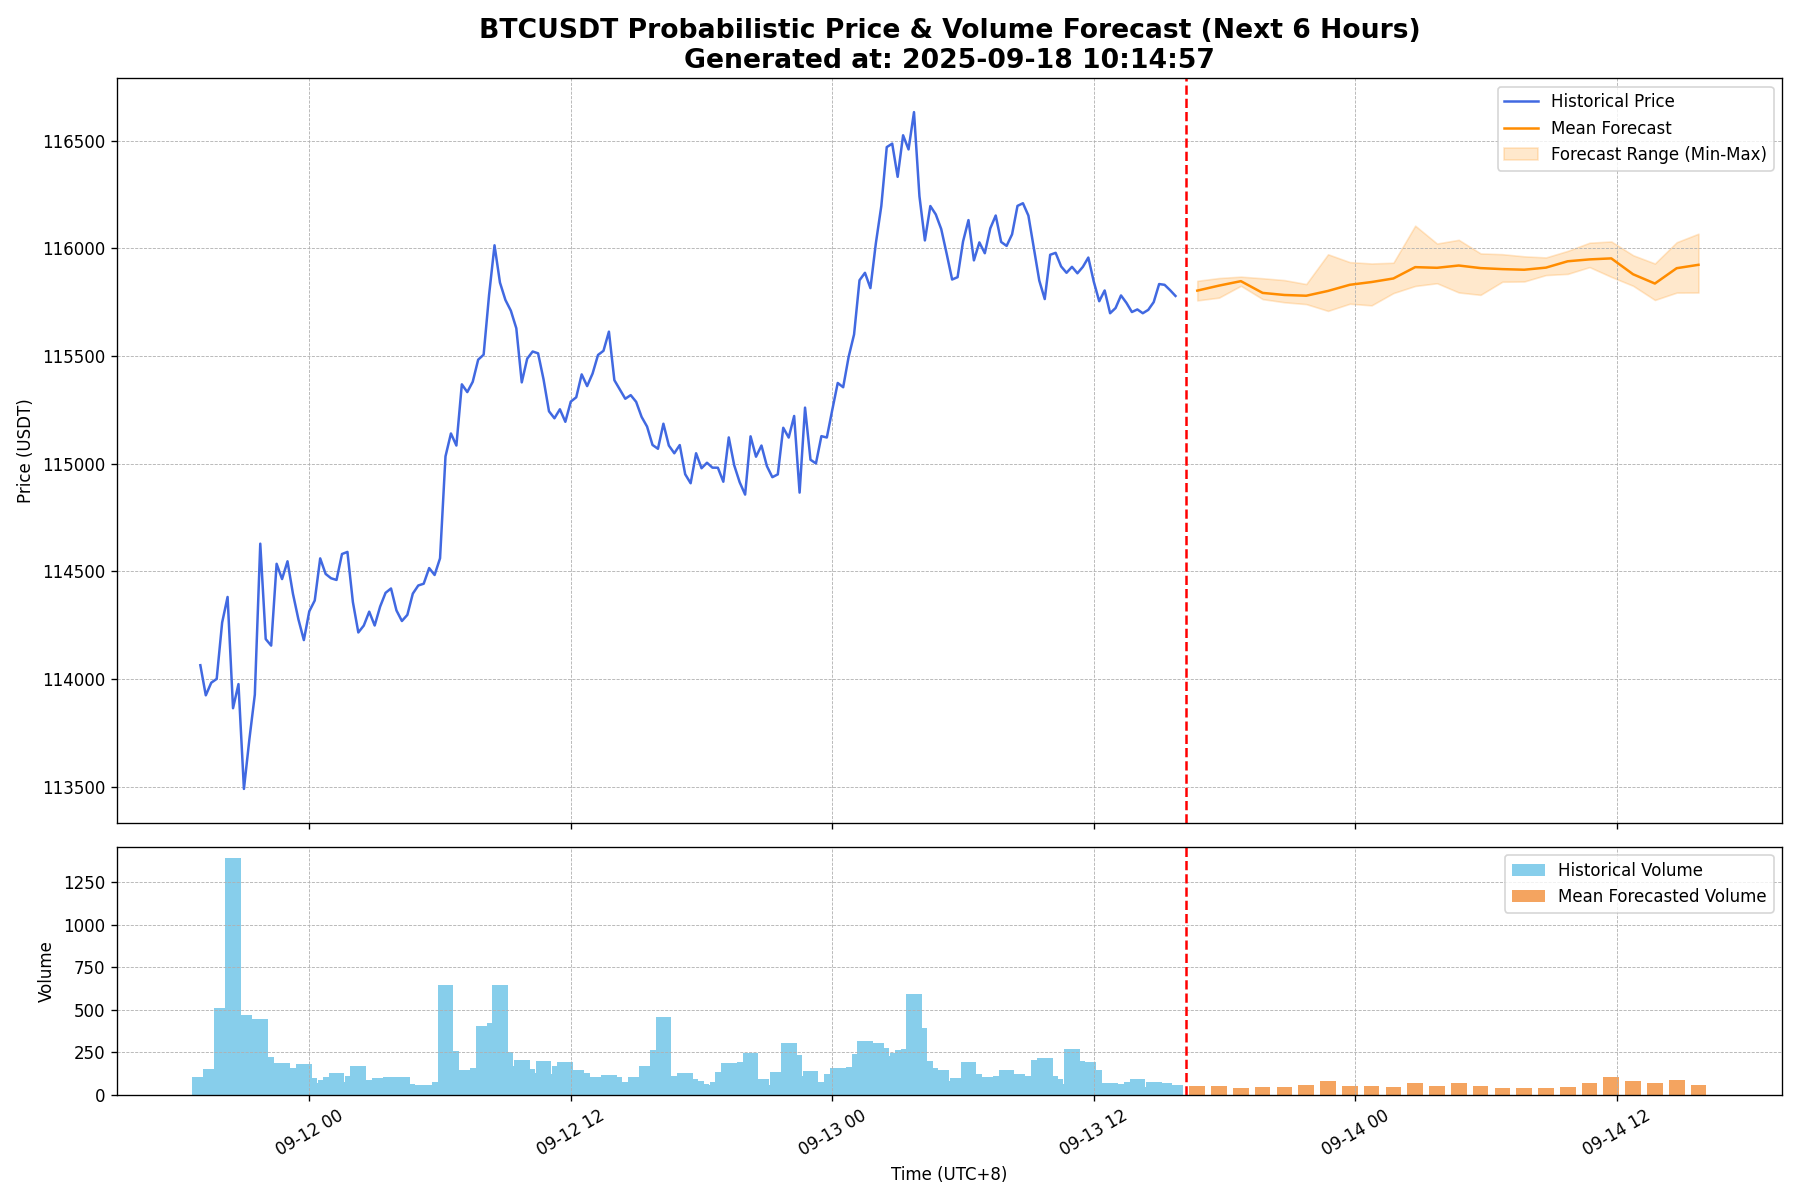 BTCUSDT Probabilistic Price & Volume Forecast (Next 6 Hours)
Generated at: 2025-09-18 10:14:57
Price (USDT)
116500
116000
115500
115000
114500
114000
113500
Historical Price
Mean Forecast
Forecast Range (Min-Max)
Volume
1250
1000
750
500
250
0
Historical Volume
Mean Forecasted Volume
09-12 00
09-12 12
09-13 00
09-13 12
09-14 00
09-14 12
Time (UTC+8)